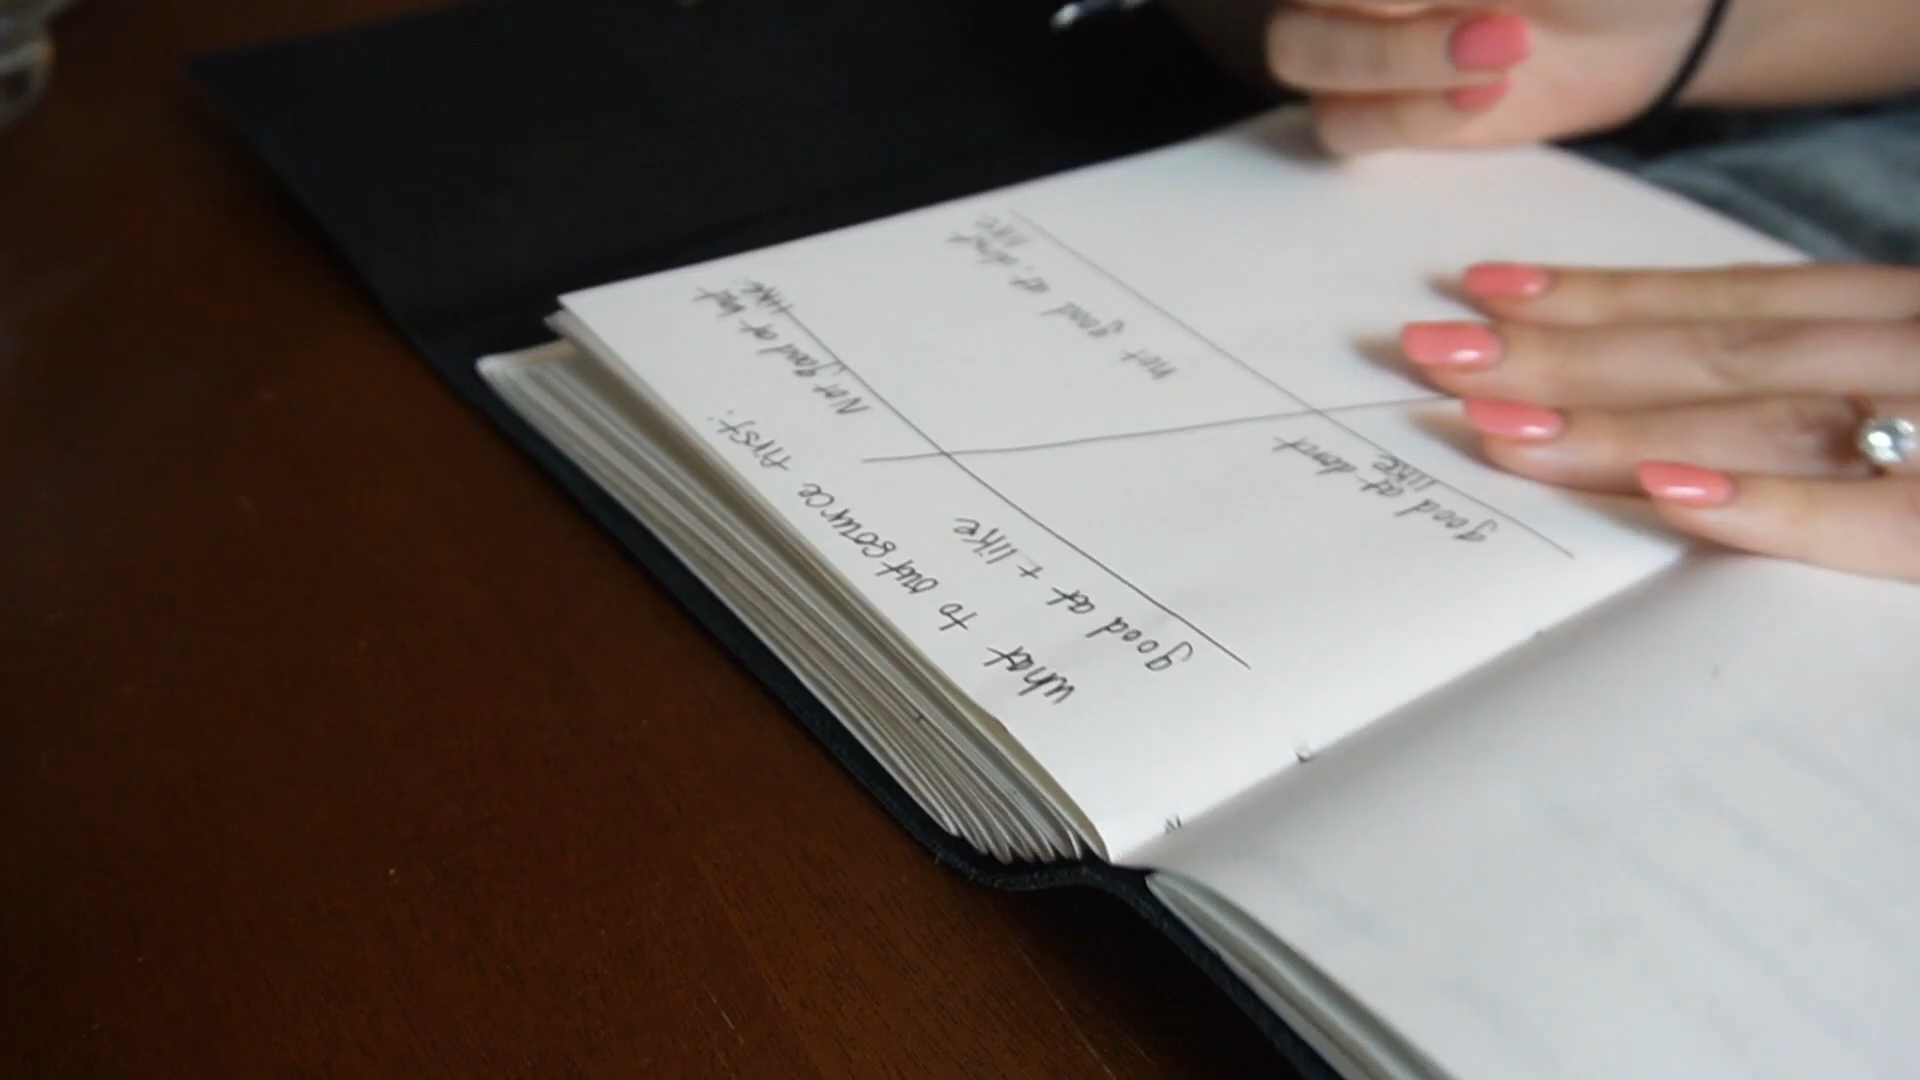 What to outsource first:
good at + like
Not good at but
like:
good at don't
like
not good at, don't
like